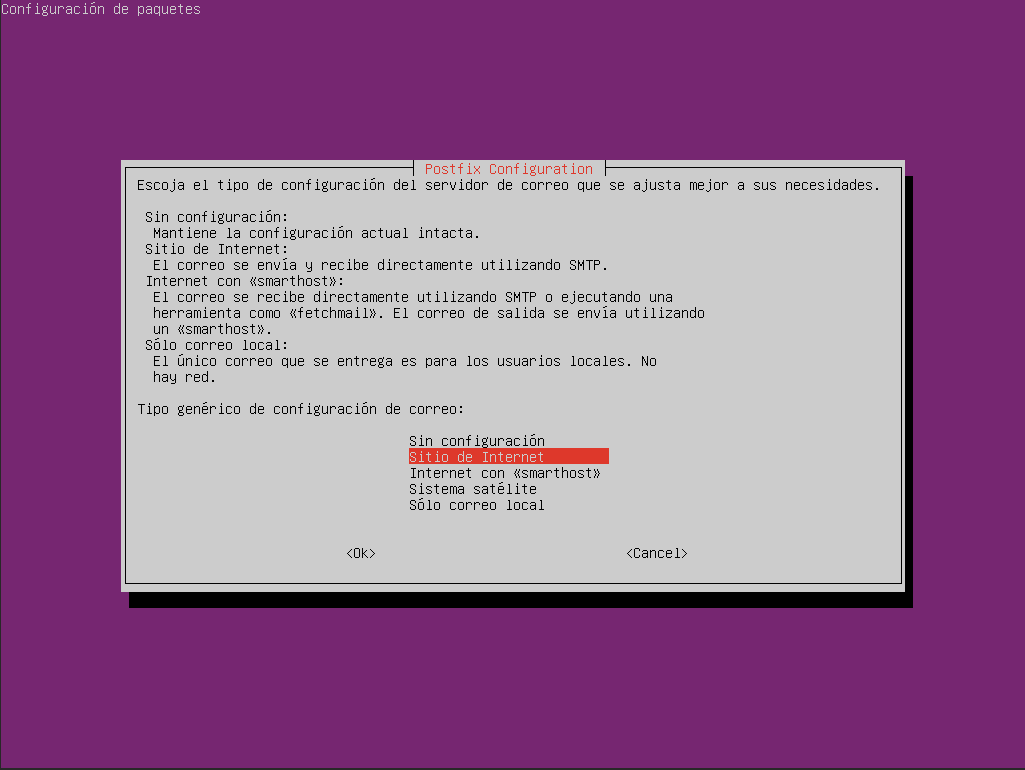 Configuración de paquetes
Postfix Configuration
Escoja el tipo de configuración del servidor de correo que se ajusta mejor a sus necesidades.
Sin configuración:
Mantiene la configuración actual intacta.
Sitio de Internet:
El correo se envía y recibe directamente utilizando SMTP.
Internet con «smarthost»:
El correo se recibe directamente utilizando SMTP o ejecutando una
herramienta como «fetchmail». El correo de salida se envía utilizando
un «smarthost».
Sólo correo local:
El único correo que se entrega es para los usuarios locales. No
hay red.
Tipo genérico de configuración de correo:
Sin configuración
Sitio de Internet
Internet con «smarthost»
Sistema satélite
Sólo correo local
<Ok> <Cancel>